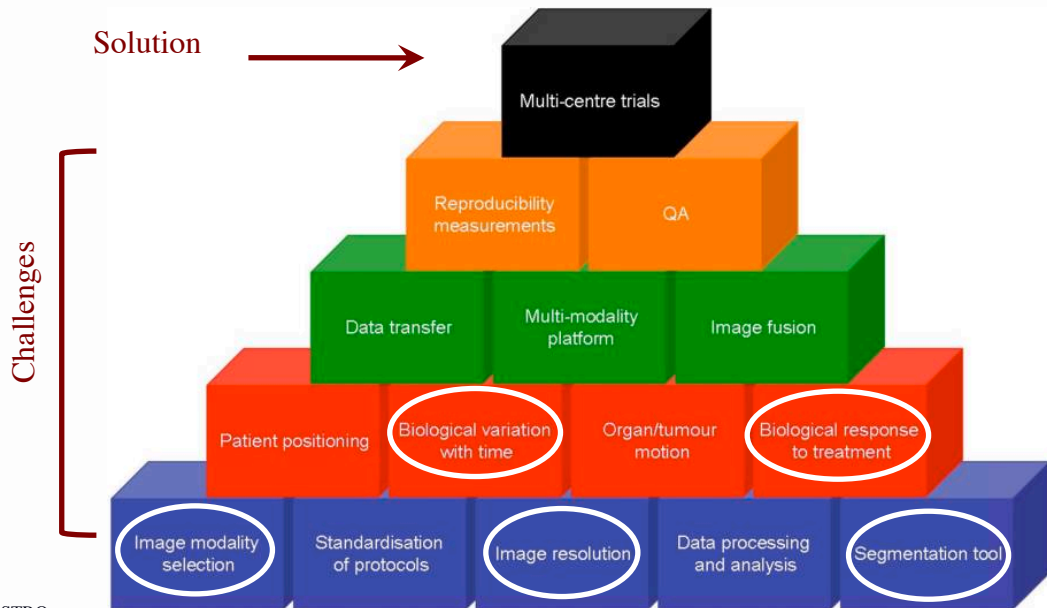 Solution
Multi-centre trials
Challenges
Reproducibility
measurements
QA
Data transfer
Multi-modality
platform
Image fusion
Patient positioning
Biological variation
with time
Organ/tumour
motion
Biological response
to treatment
Image modality
selection
Standardisation
of protocols
Image resolution
Data processing
and analysis
Segmentation tool